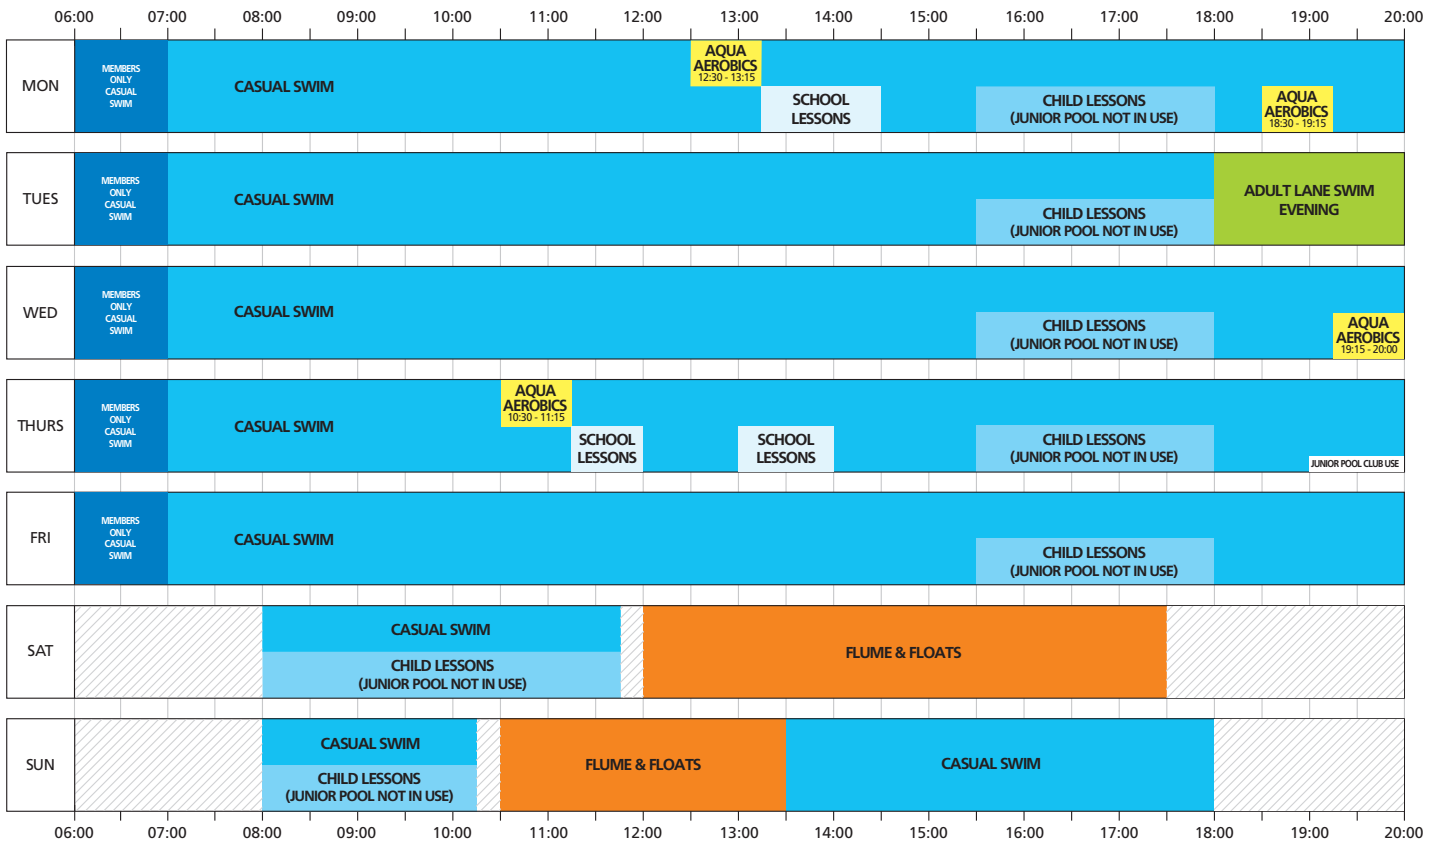 06:00 07:00 08:00 09:00 10:00 11:00 12:00 13:00 14:00 15:00 16:00 17:00 18:00 19:00 20:00
MON
MEMBERS
ONLY
CASUAL
SWIM
CASUAL SWIM
AQUA
AEROBICS
12:30 - 13:15
SCHOOL
LESSONS
CHILD LESSONS
(JUNIOR POOL NOT IN USE)
AQUA
AEROBICS
18:30 - 19:15
TUES
MEMBERS
ONLY
CASUAL
SWIM
CASUAL SWIM
CHILD LESSONS
(JUNIOR POOL NOT IN USE)
ADULT LANE SWIM
EVENING
WED
MEMBERS
ONLY
CASUAL
SWIM
CASUAL SWIM
CHILD LESSONS
(JUNIOR POOL NOT IN USE)
AQUA
AEROBICS
19:15 - 20:00
THURS
MEMBERS
ONLY
CASUAL
SWIM
CASUAL SWIM
AQUA
AEROBICS
10:30 - 11:15
SCHOOL
LESSONS
SCHOOL
LESSONS
CHILD LESSONS
(JUNIOR POOL NOT IN USE)
JUNIOR POOL CLUB USE
FRI
MEMBERS
ONLY
CASUAL
SWIM
CASUAL SWIM
CHILD LESSONS
(JUNIOR POOL NOT IN USE)
SAT
CASUAL SWIM
CHILD LESSONS
(JUNIOR POOL NOT IN USE)
FLUME & FLOATS
SUN
CASUAL SWIM
CHILD LESSONS
(JUNIOR POOL NOT IN USE)
FLUME & FLOATS
CASUAL SWIM
06:00 07:00 08:00 09:00 10:00 11:00 12:00 13:00 14:00 15:00 16:00 17:00 18:00 19:00 20:00